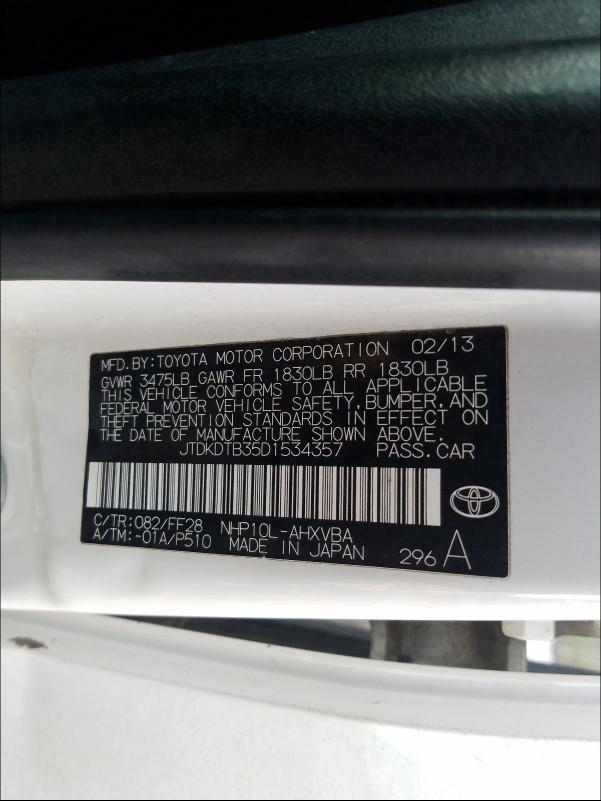 MFD. BY: TOYOTA MOTOR CORPORATION 02/13
GVWR 3475LB GAWR FR 1830LB RR 1830LB
THIS VEHICLE CONFORMS TO ALL APPLICABLE
FEDERAL MOTOR VEHICLE SAFETY, BUMPER, AND
THEFT PREVENTION STANDARDS IN EFFECT ON
THE DATE OF MANUFACTURE SHOWN ABOVE.
JTDKDTB35D1534357 PASS. CAR
C/TR: 082/FF28 NHP10L-AHXVBA
A/TM: -01A/P510 MADE IN JAPAN 296 A